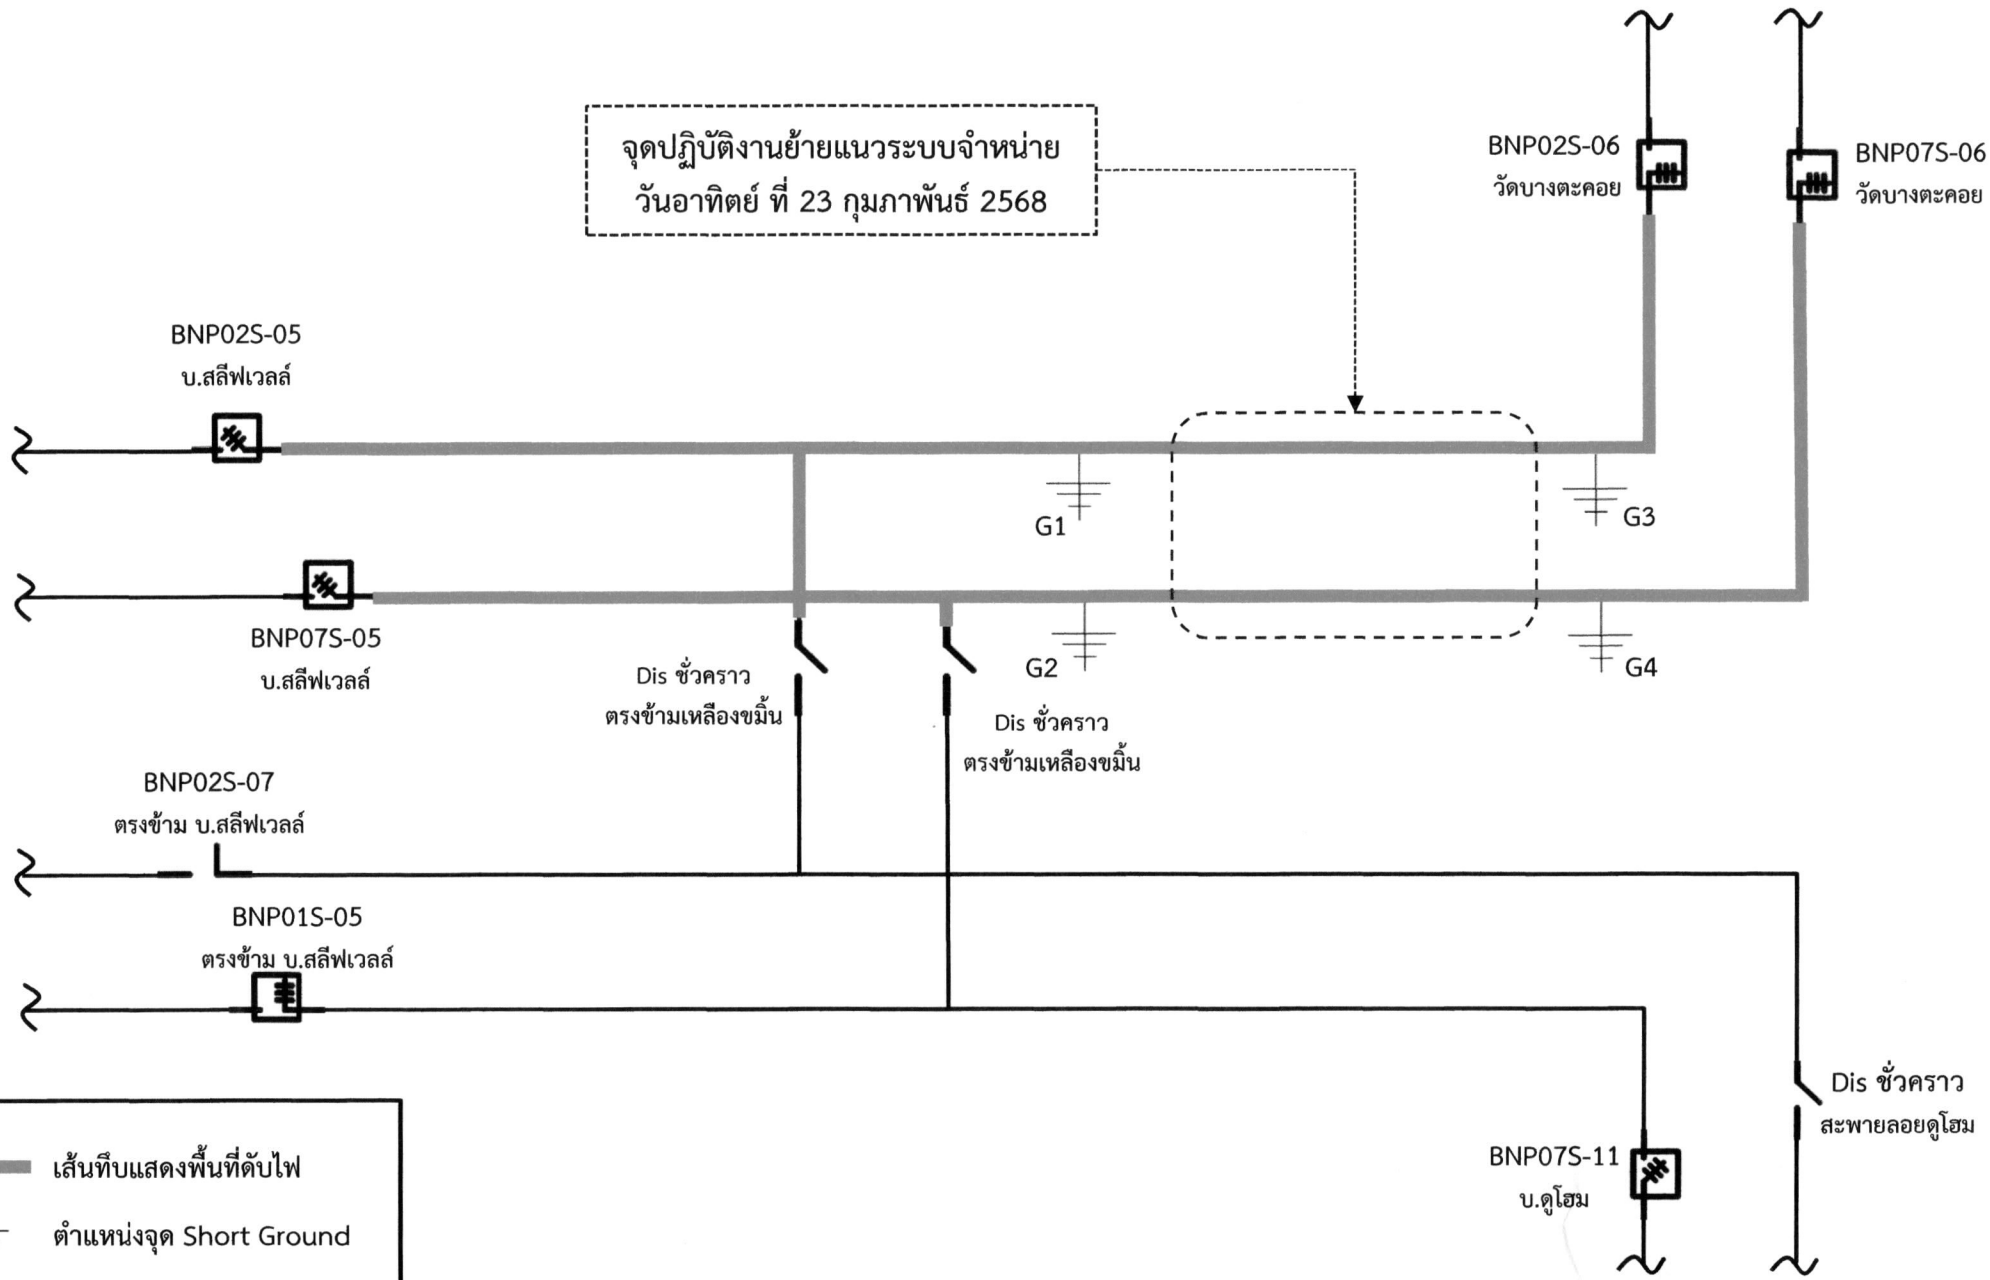 จุดปฏิบัติงานย้ายแนวระบบจำหน่าย
วันอาทิตย์ ที่ 23 กุมภาพันธ์ 2568
BNP02S-06
วัดบางตะคอย
BNP07S-06
วัดบางตะคอย
BNP02S-05
บ.สลีฟเวลล์
G1
G3
BNP07S-05
บ.สลีฟเวลล์
Dis ชั่วคราว
ตรงข้ามเหลืองขมิ้น
G2
G4
Dis ชั่วคราว
ตรงข้ามเหลืองขมิ้น
BNP02S-07
ตรงข้าม บ.สลีฟเวลล์
BNP01S-05
ตรงข้าม บ.สลีฟเวลล์
Dis ชั่วคราว
สะพายลอยดูโฮม
BNP07S-11
บ.ดูโฮม
เส้นทึบแสดงพื้นที่ดับไฟ
ตำแหน่งจุด Short Ground